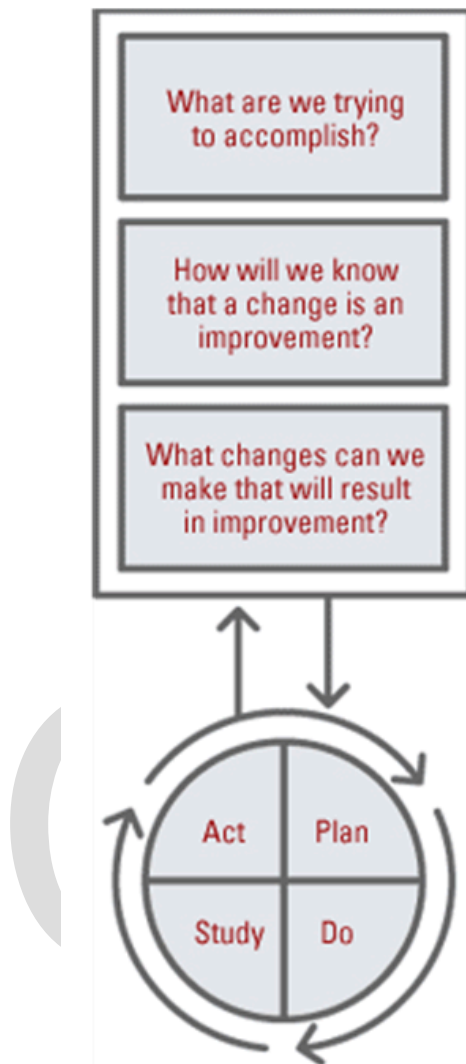 What are we trying
to accomplish?
How will we know
that a change is an
improvement?
What changes can we
make that will result
in improvement?
Act
Plan
Study
Do